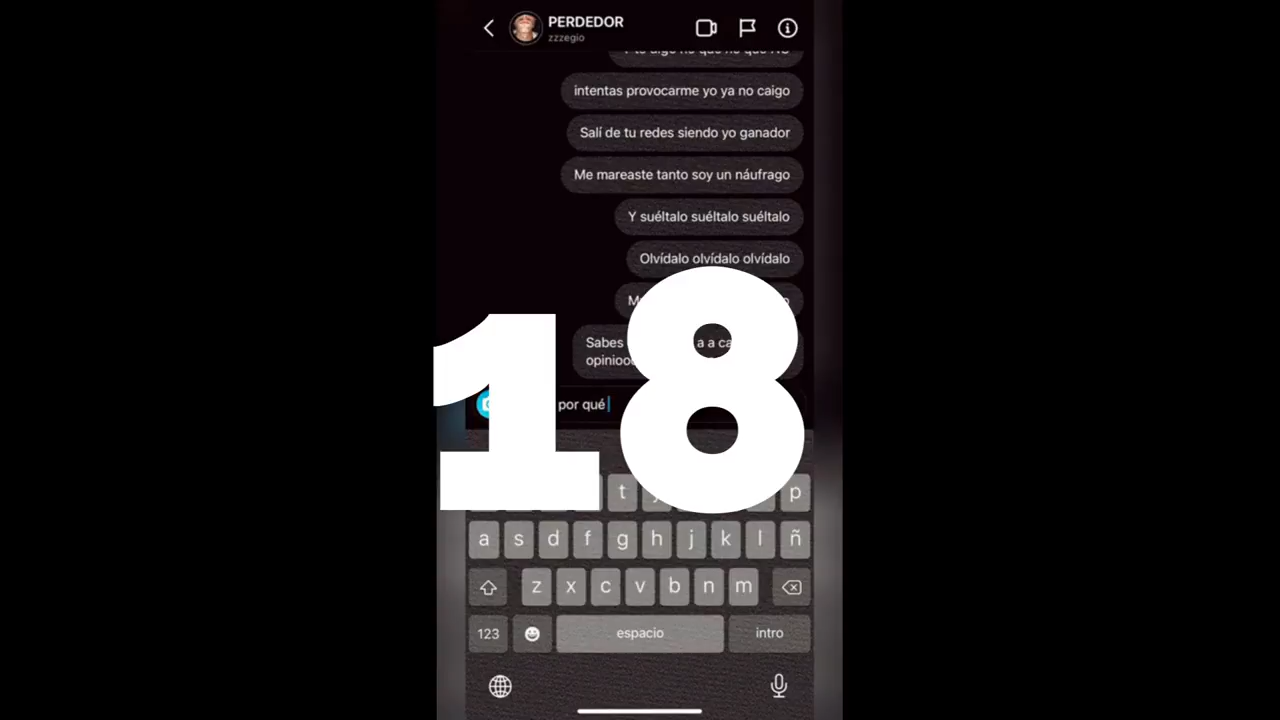 PERDEDOR
zzzegio
intentas provocarme yo ya no caigo
Salí de tu redes siendo yo ganador
Me mareaste tanto soy un náufrago
Y suéltalo suéltalo suéltalo
Olvídalo olvídalo olvídalo
Sabes a a
por qué
18
t p
a s d f g h j k l ñ
z x c v b n m
123 espacio intro